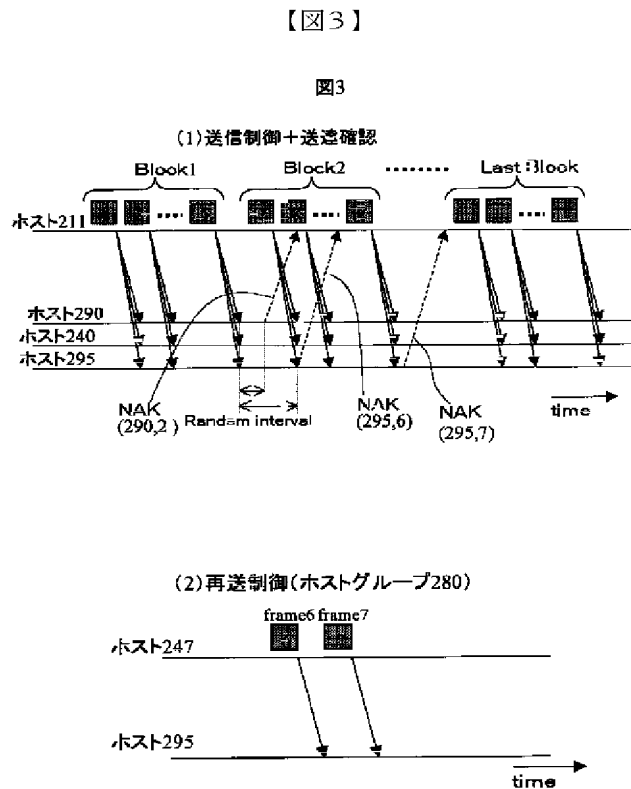 【図3】
図3
(1)送信制御+送達確認
Block1 Block2 Last Block
ホスト211
ホスト290
ホスト240
ホスト295
NAK
(290,2)
Random interval
NAK
(295,6)
NAK
(295,7)
time
(2)再送制御(ホストグループ280)
frame6 frame7
ホスト247
ホスト295
time